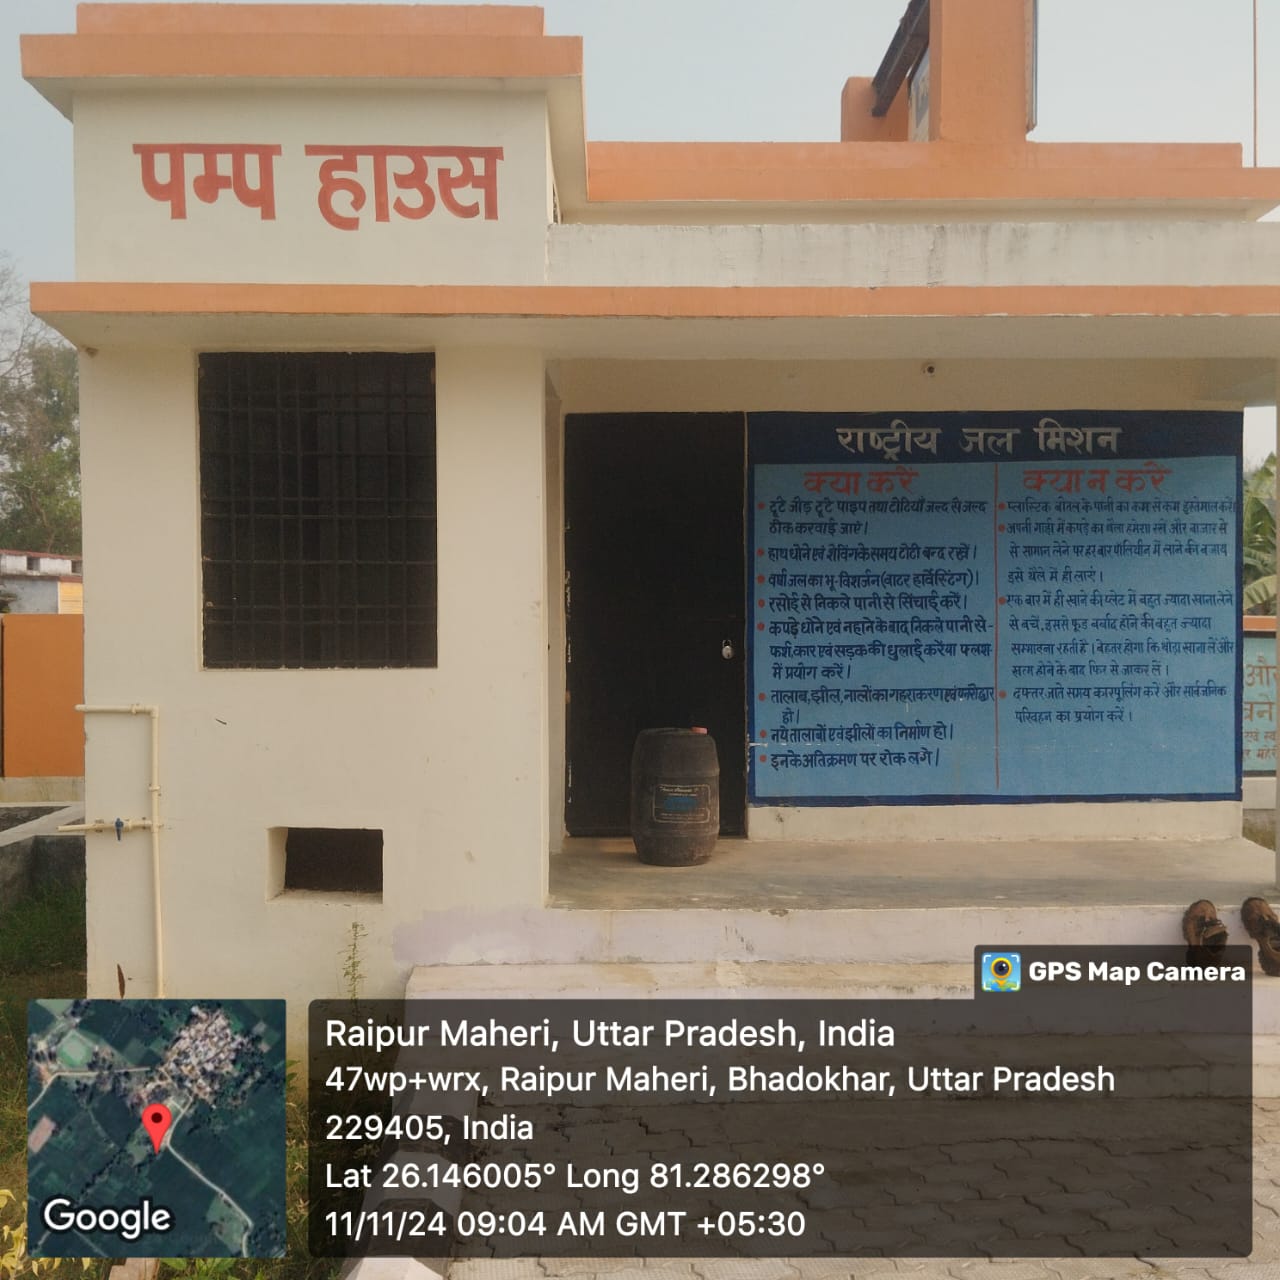 पम्प हाउस
राष्ट्रीय जल मिशन
क्या करें
टूटे जोड़ टूटे पाइप तथा टोटियाँ जल्द से जल्द
ठीक करवाई जाएं।
हाथ धोने एवं शेविंग के समय टोटी बन्द रखें।
वर्षा जल का भू-विशर्जन (वाटर हार्वेस्टिंग)।
रसोई से निकले पानी से सिंचाई करें।
कपड़े धोने एवं नहाने के बाद निकले पानी से-
फर्श, कार एवं सड़क की धुलाई करें या फ्लश
में प्रयोग करें।
तालाब, झील, नालों का गहराकरण एवं
हो।
नये तालाबों एवं झीलों का निर्माण हो।
इनके अतिक्रमण पर रोक लगे।
क्या न करें
प्लास्टिक बोतल के पानी का कम से कम इस्तेमाल करें।
अपनी गाड़ी में कपड़े का थैला हमेशा रखें और बाजार से
से सामान लेने पर हर बार पॉलिथीन में लाने की बजाय
इसे थैले में ही लाएं।
एक बार में ही खाने की प्लेट में बहुत ज्यादा खाना लेने
से बचें, इससे फूड बर्वाद होने की बहुत ज्यादा
सम्भावना रहती है। बेहतर होगा कि थोड़ा खाना लें और
खत्म होने के बाद फिर से जाकर लें।
दफ्तर जाते समय कारपूलिंग करें और सार्वजनिक
परिवहन का प्रयोग करें।
GPS Map Camera
Raipur Maheri, Uttar Pradesh, India
47wp+wrx, Raipur Maheri, Bhadokhar, Uttar Pradesh
229405, India
Lat 26.146005° Long 81.286298°
11/11/24 09:04 AM GMT +05:30
Google